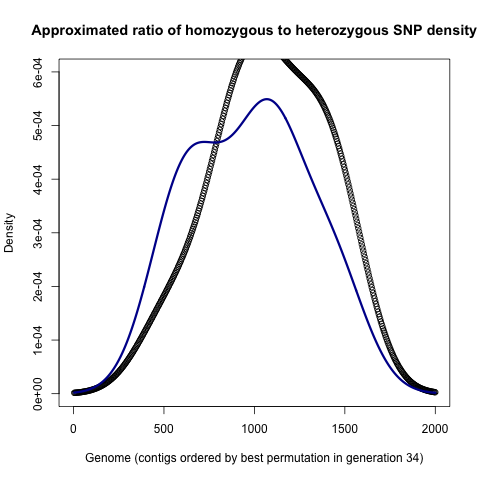 Approximated ratio of homozygous to heterozygous SNP density
6e-04
5e-04
4e-04
3e-04
2e-04
1e-04
0e+00
Density
0 500 1000 1500 2000
Genome (contigs ordered by best permutation in generation 34)